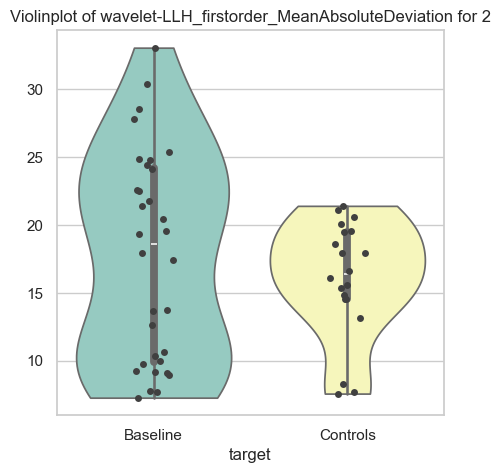 Violinplot of wavelet-LLH_firstorder_MeanAbsoluteDeviation for 2
30
25
20
15
10
Baseline Controls
target